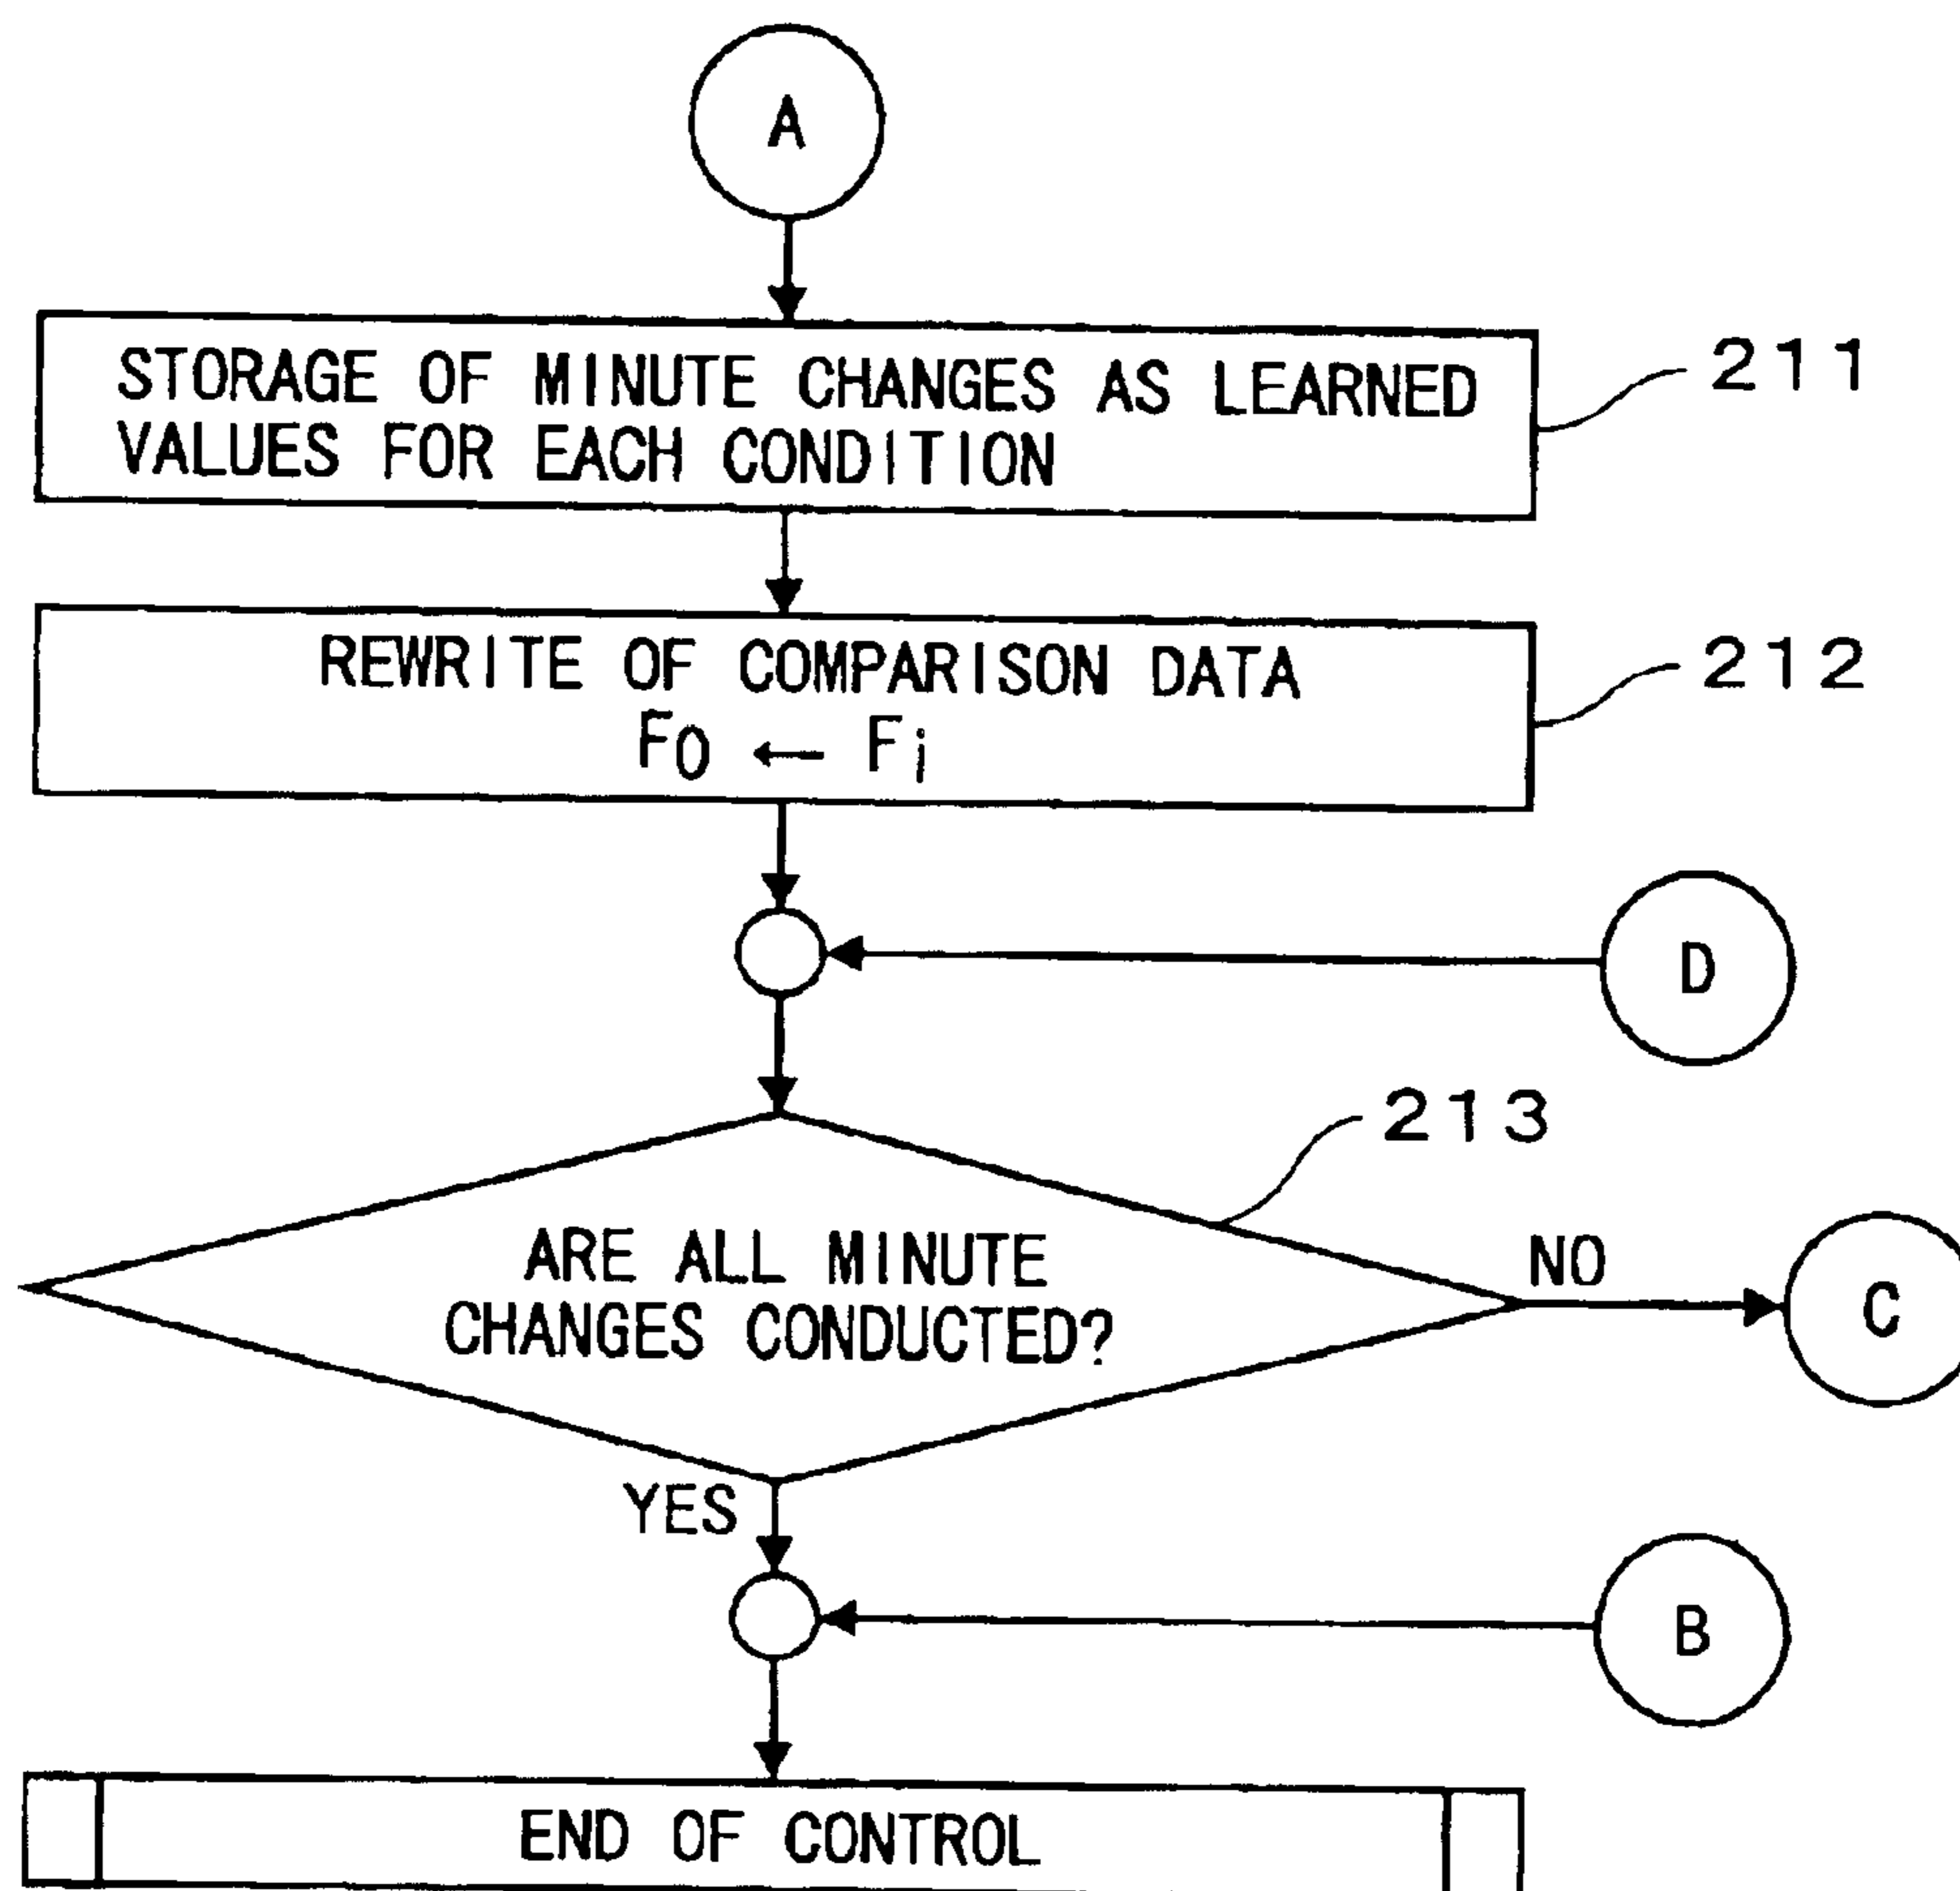 A
STORAGE OF MINUTE CHANGES AS LEARNED
VALUES FOR EACH CONDITION
211
REWRITE OF COMPARISON DATA
F0 ← Fi
212
D
213
ARE ALL MINUTE
CHANGES CONDUCTED?
NO
C
YES
B
END OF CONTROL